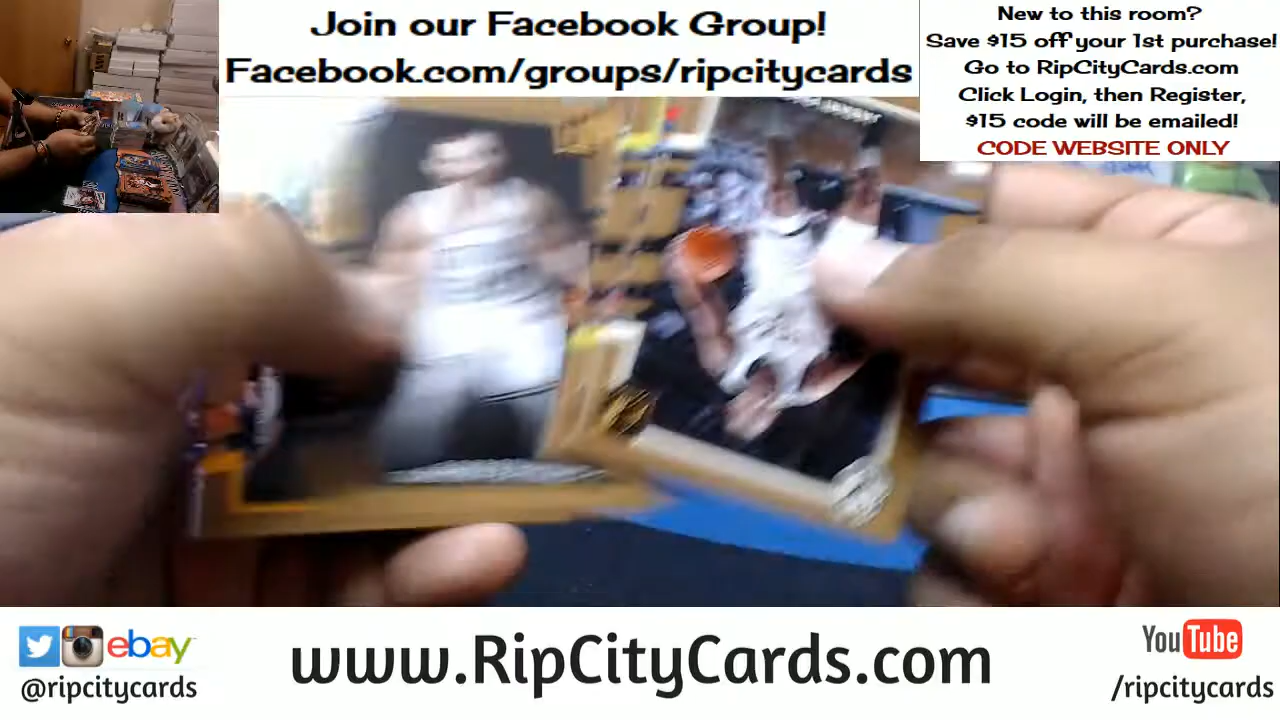 Join our Facebook Group!
Facebook.com/groups/ripcitycards
New to this room?
Save $15 off your 1st purchase!
Go to RipCityCards.com
Click Login, then Register,
$15 code will be emailed!
CODE WEBSITE ONLY
ebay
@ripcitycards
www.RipCityCards.com
YouTube
/ripcitycards